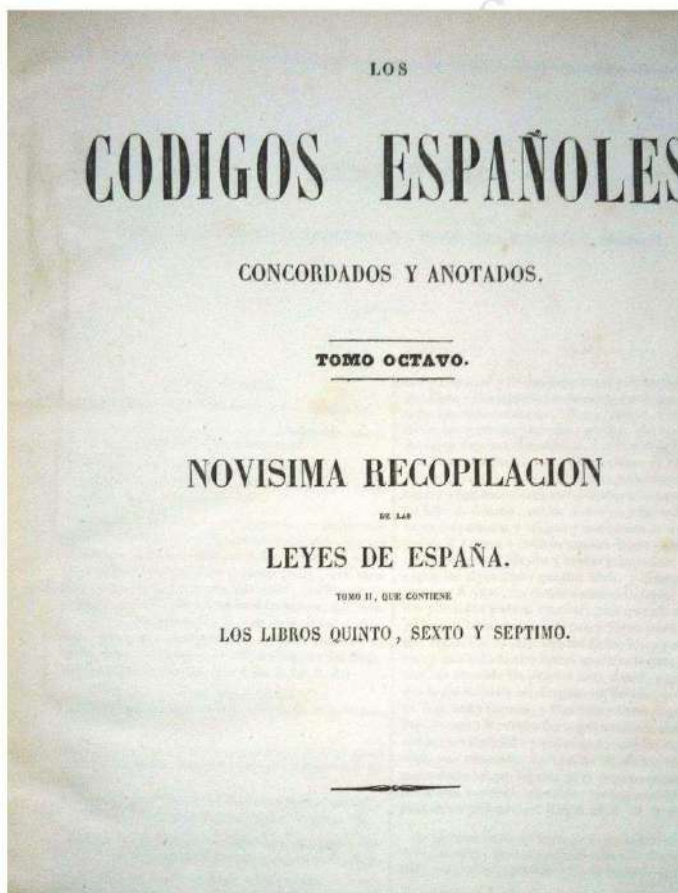 LOS
CODIGOS ESPAÑOLES
CONCORDADOS Y ANOTADOS.
TOMO OCTAVO.
NOVISIMA RECOPILACION
DE LAS
LEYES DE ESPAÑA.
TOMO II, QUE CONTIENE
LOS LIBROS QUINTO, SEXTO Y SEPTIMO.